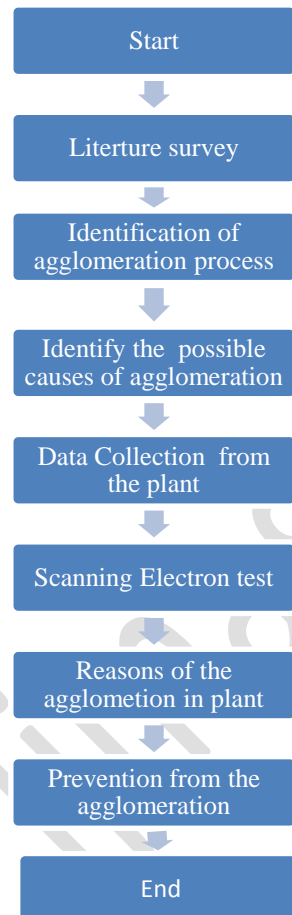 Start
Literture survey
Identification of
agglomeration process
Identify the possible
causes of agglomeration
Data Collection from
the plant
Scanning Electron test
Reasons of the
agglometion in plant
Prevention from the
agglomeration
End